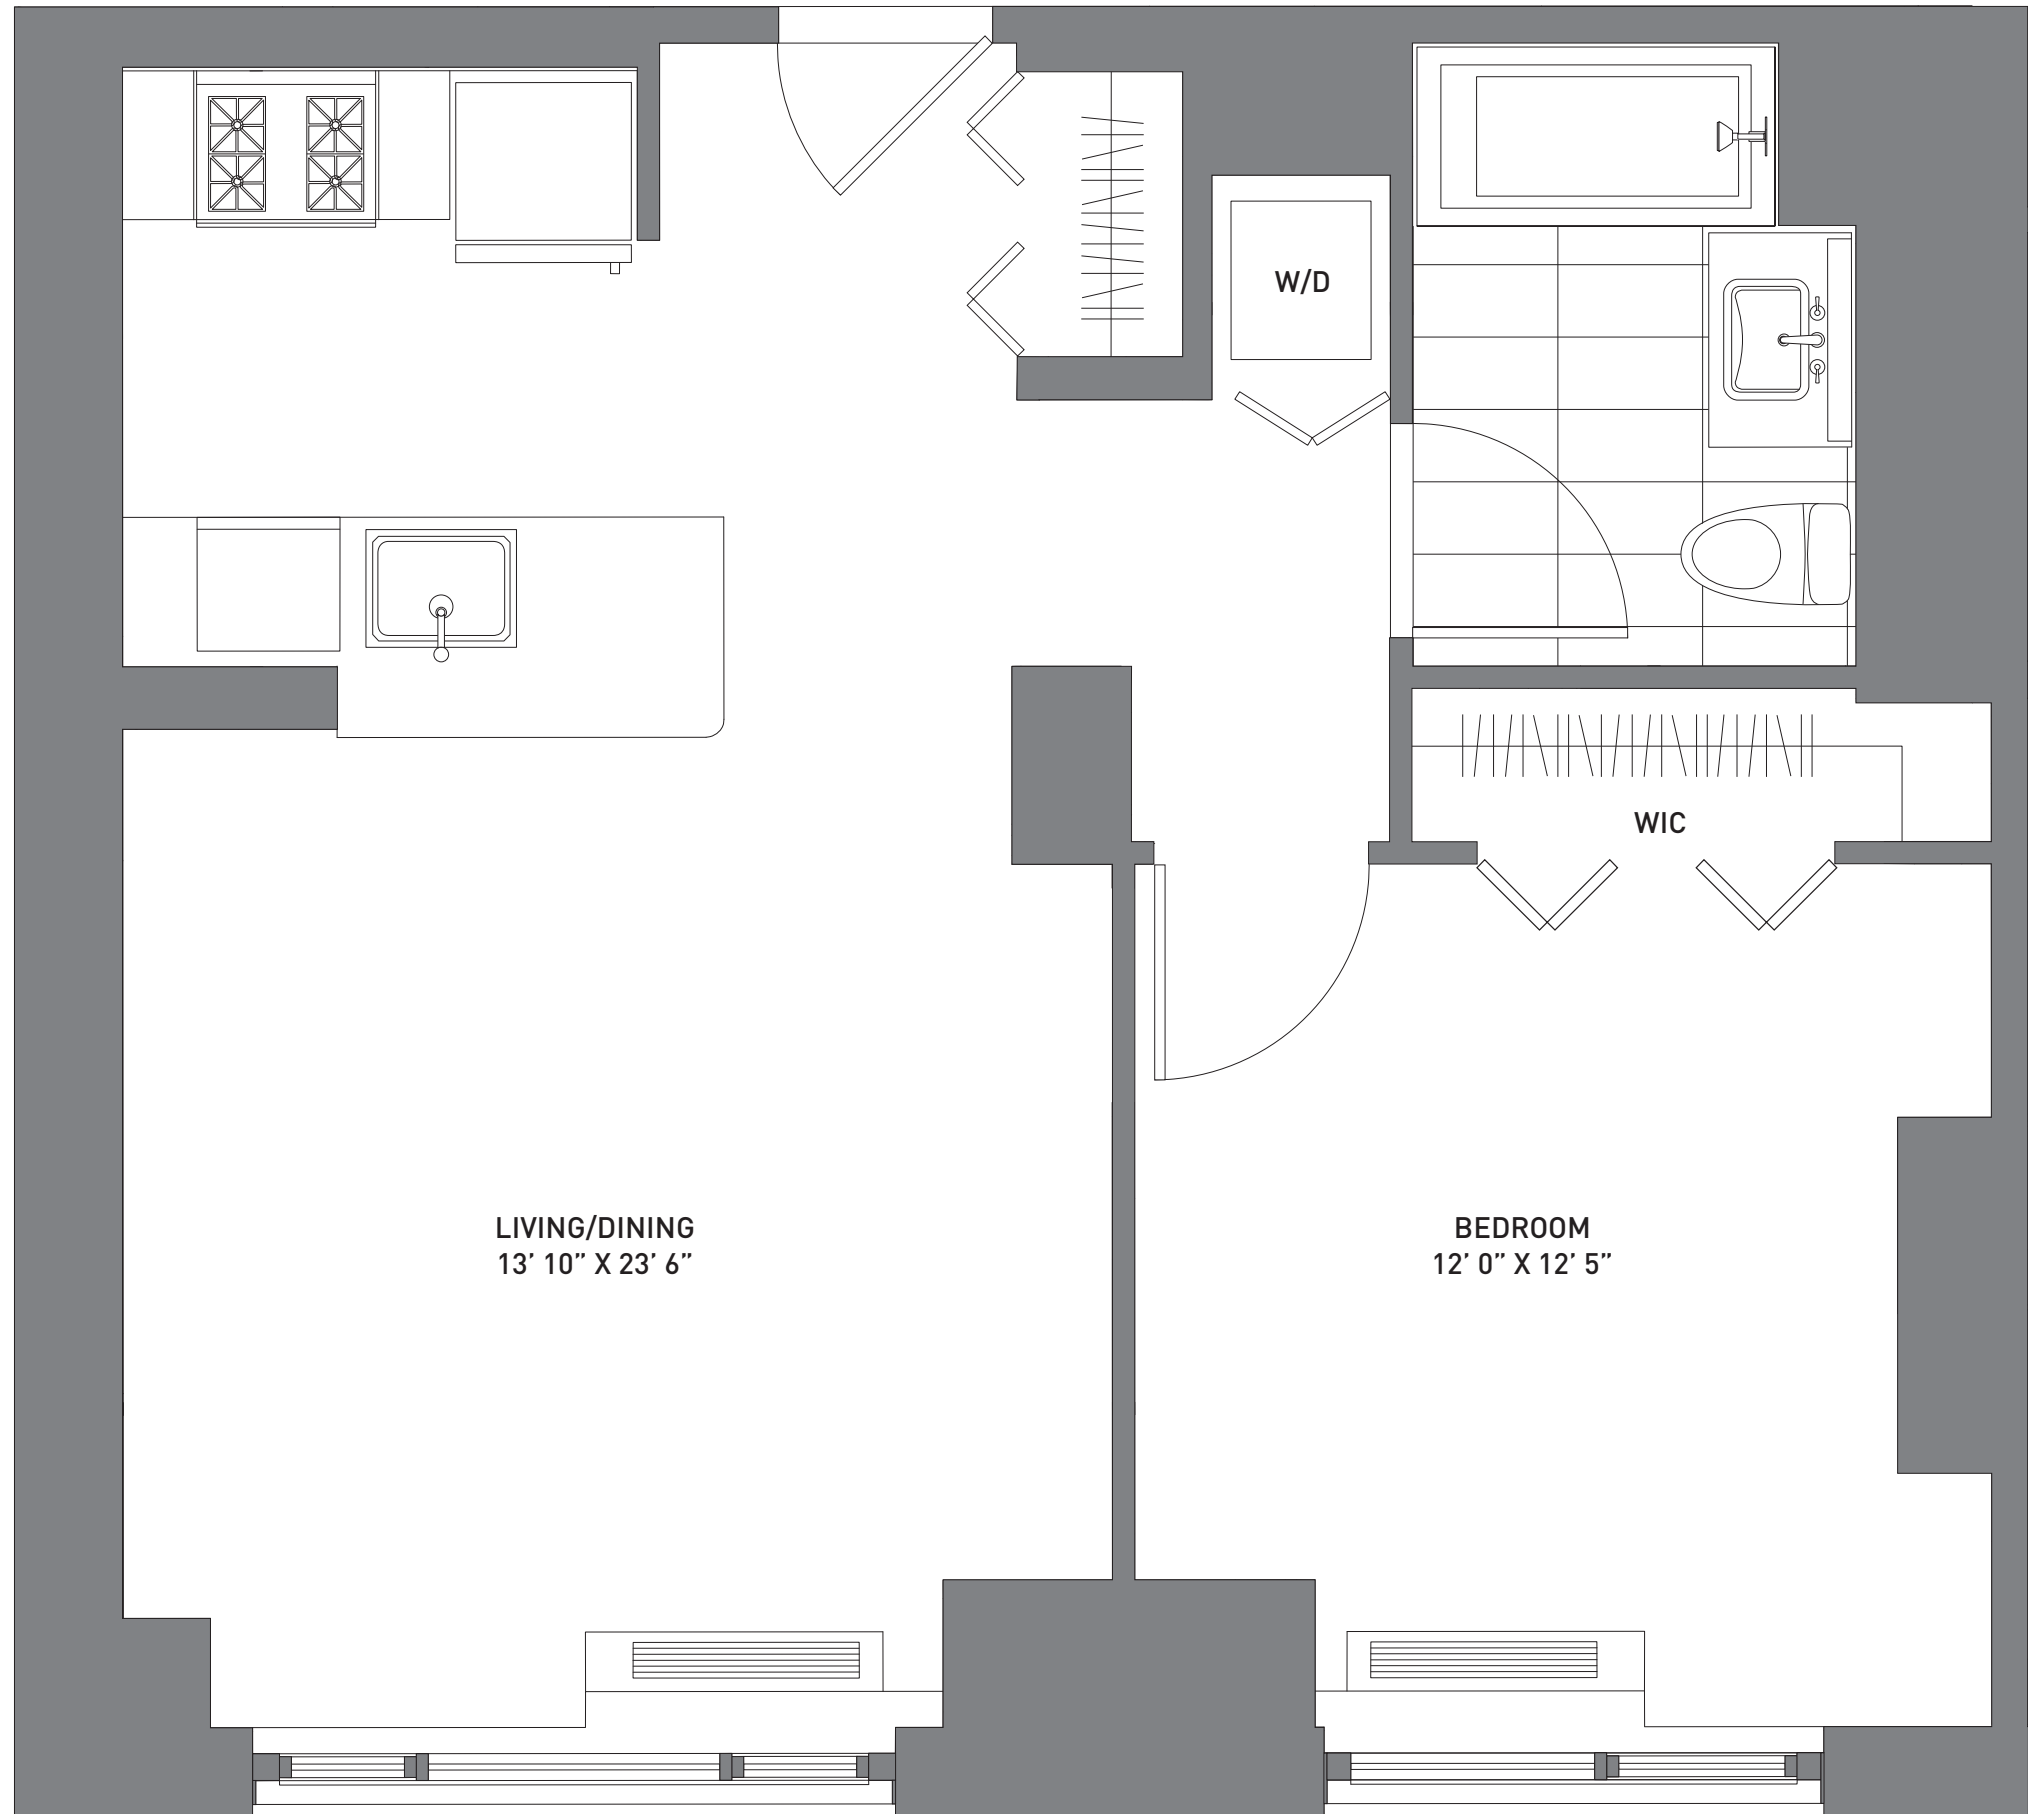 W/D
WIC
LIVING/DINING
13’ 10” X 23’ 6”
BEDROOM
12’ 0” X 12’ 5”